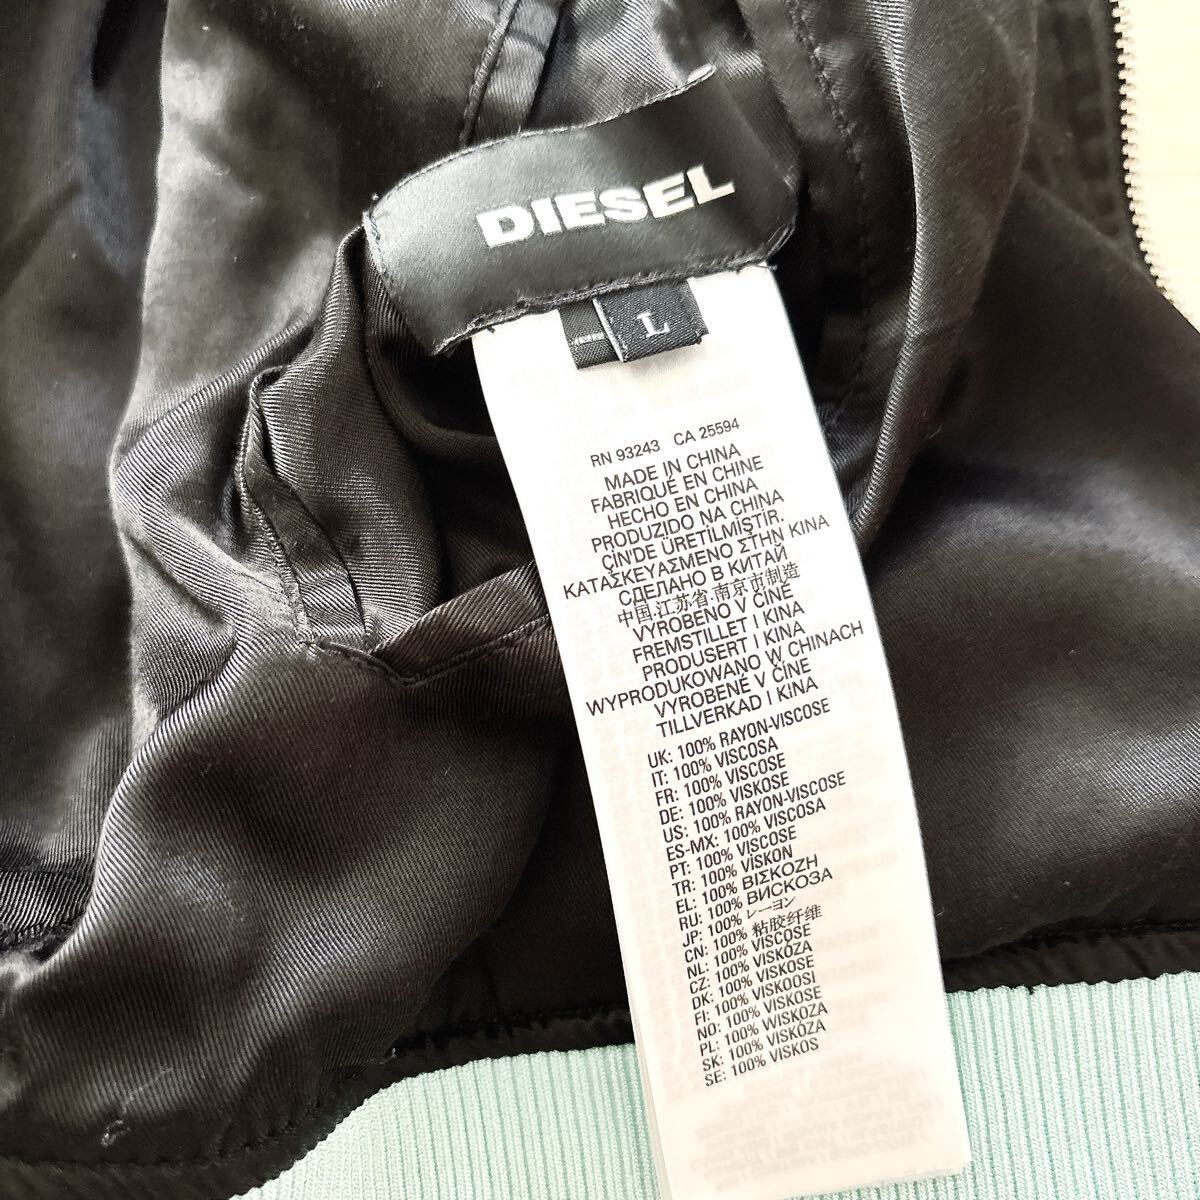 DIESEL
L
RN 93243 CA 25594
MADE IN CHINA
FABRIQUÉ EN CHINE
HECHO EN CHINA
PRODUZIDO NA CHINA
ÇIN'DE ÜRETILMIŞTIR.
ΚΑΤΑΣΚΕΥΑΣΜΕΝΟ ΣΤΗΝ ΚΙΝΑ
СДЕЛАНО В КИТАЙ
中国.江苏省.南京市制造
VYROBENO V ČÍNĚ
FREMSTILLET I KINA
PRODUSERT I KINA
WYPRODUKOWANO W CHINACH
VYROBENÉ V ČÍNE
TILLVERKAD I KINA
UK: 100% RAYON-VISCOSE
IT: 100% VISCOSA
FR: 100% VISCOSE
DE: 100% VISKOSE
US: 100% RAYON-VISCOSE
ES-MX: 100% VISCOSA
PT: 100% VISCOSE
TR: 100% VİSKON
EL: 100% ΒΙΣΚΟΖΗ
RU: 100% ВИСКОЗА
JP: 100% レーヨン
CN: 100% 粘胶纤维
NL: 100% VISCOSE
CZ: 100% VISKÓZA
DK: 100% VISKOSE
FI: 100% VISKOOSI
NO: 100% VISKOSE
PL: 100% WISKOZA
SK: 100% VISKÓZA
SE: 100% VISKOS